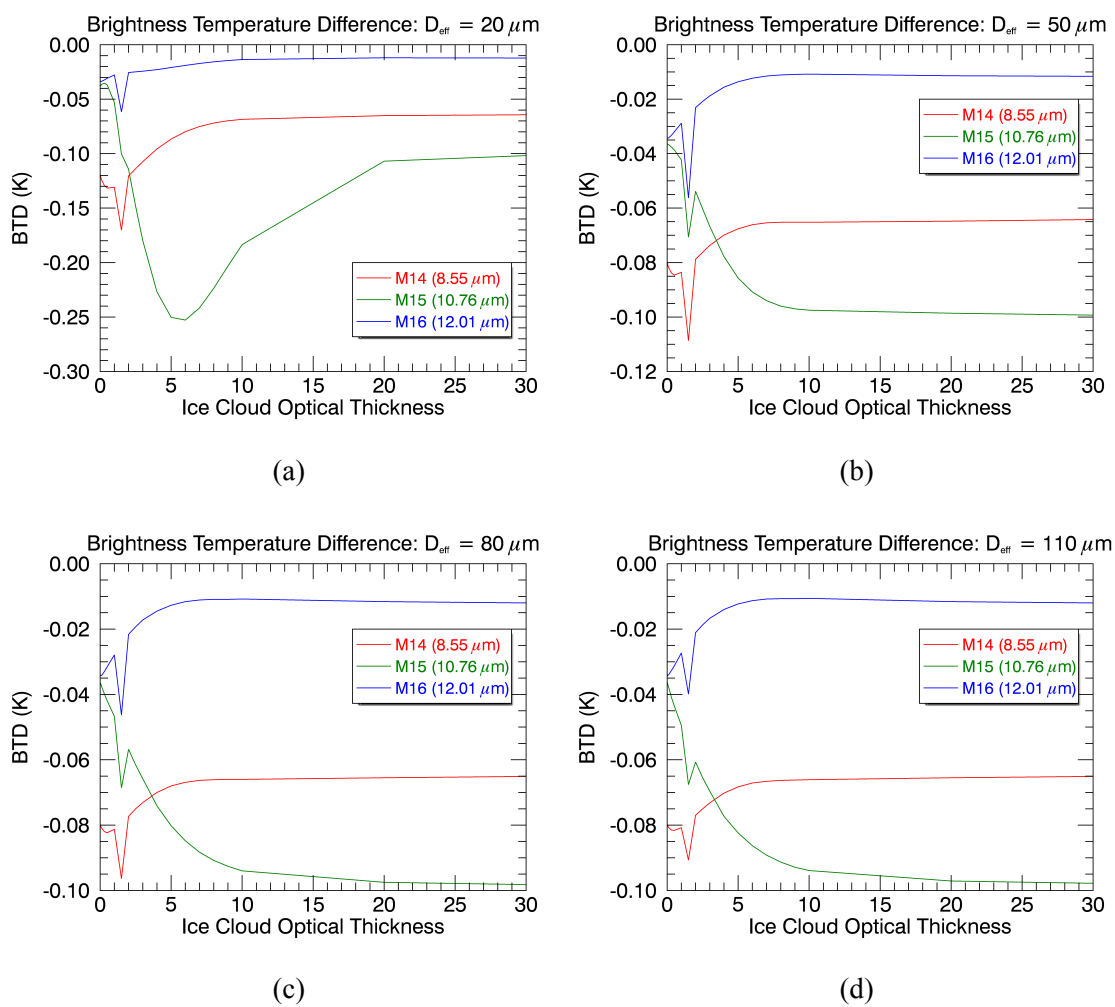 Brightness Temperature Difference: Deff = 20 μm
0.00
-0.05
-0.10
-0.15
-0.20
-0.25
-0.30
BTD (K)
M14 (8.55 μm)
M15 (10.76 μm)
M16 (12.01 μm)
0 5 10 15 20 25 30
Ice Cloud Optical Thickness
(a)
Brightness Temperature Difference: Deff = 50 μm
0.00
-0.02
-0.04
-0.06
-0.08
-0.10
-0.12
BTD (K)
M14 (8.55 μm)
M15 (10.76 μm)
M16 (12.01 μm)
0 5 10 15 20 25 30
Ice Cloud Optical Thickness
(b)
Brightness Temperature Difference: Deff = 80 μm
0.00
-0.02
-0.04
-0.06
-0.08
-0.10
BTD (K)
M14 (8.55 μm)
M15 (10.76 μm)
M16 (12.01 μm)
0 5 10 15 20 25 30
Ice Cloud Optical Thickness
(c)
Brightness Temperature Difference: Deff = 110 μm
0.00
-0.02
-0.04
-0.06
-0.08
-0.10
BTD (K)
M14 (8.55 μm)
M15 (10.76 μm)
M16 (12.01 μm)
0 5 10 15 20 25 30
Ice Cloud Optical Thickness
(d)